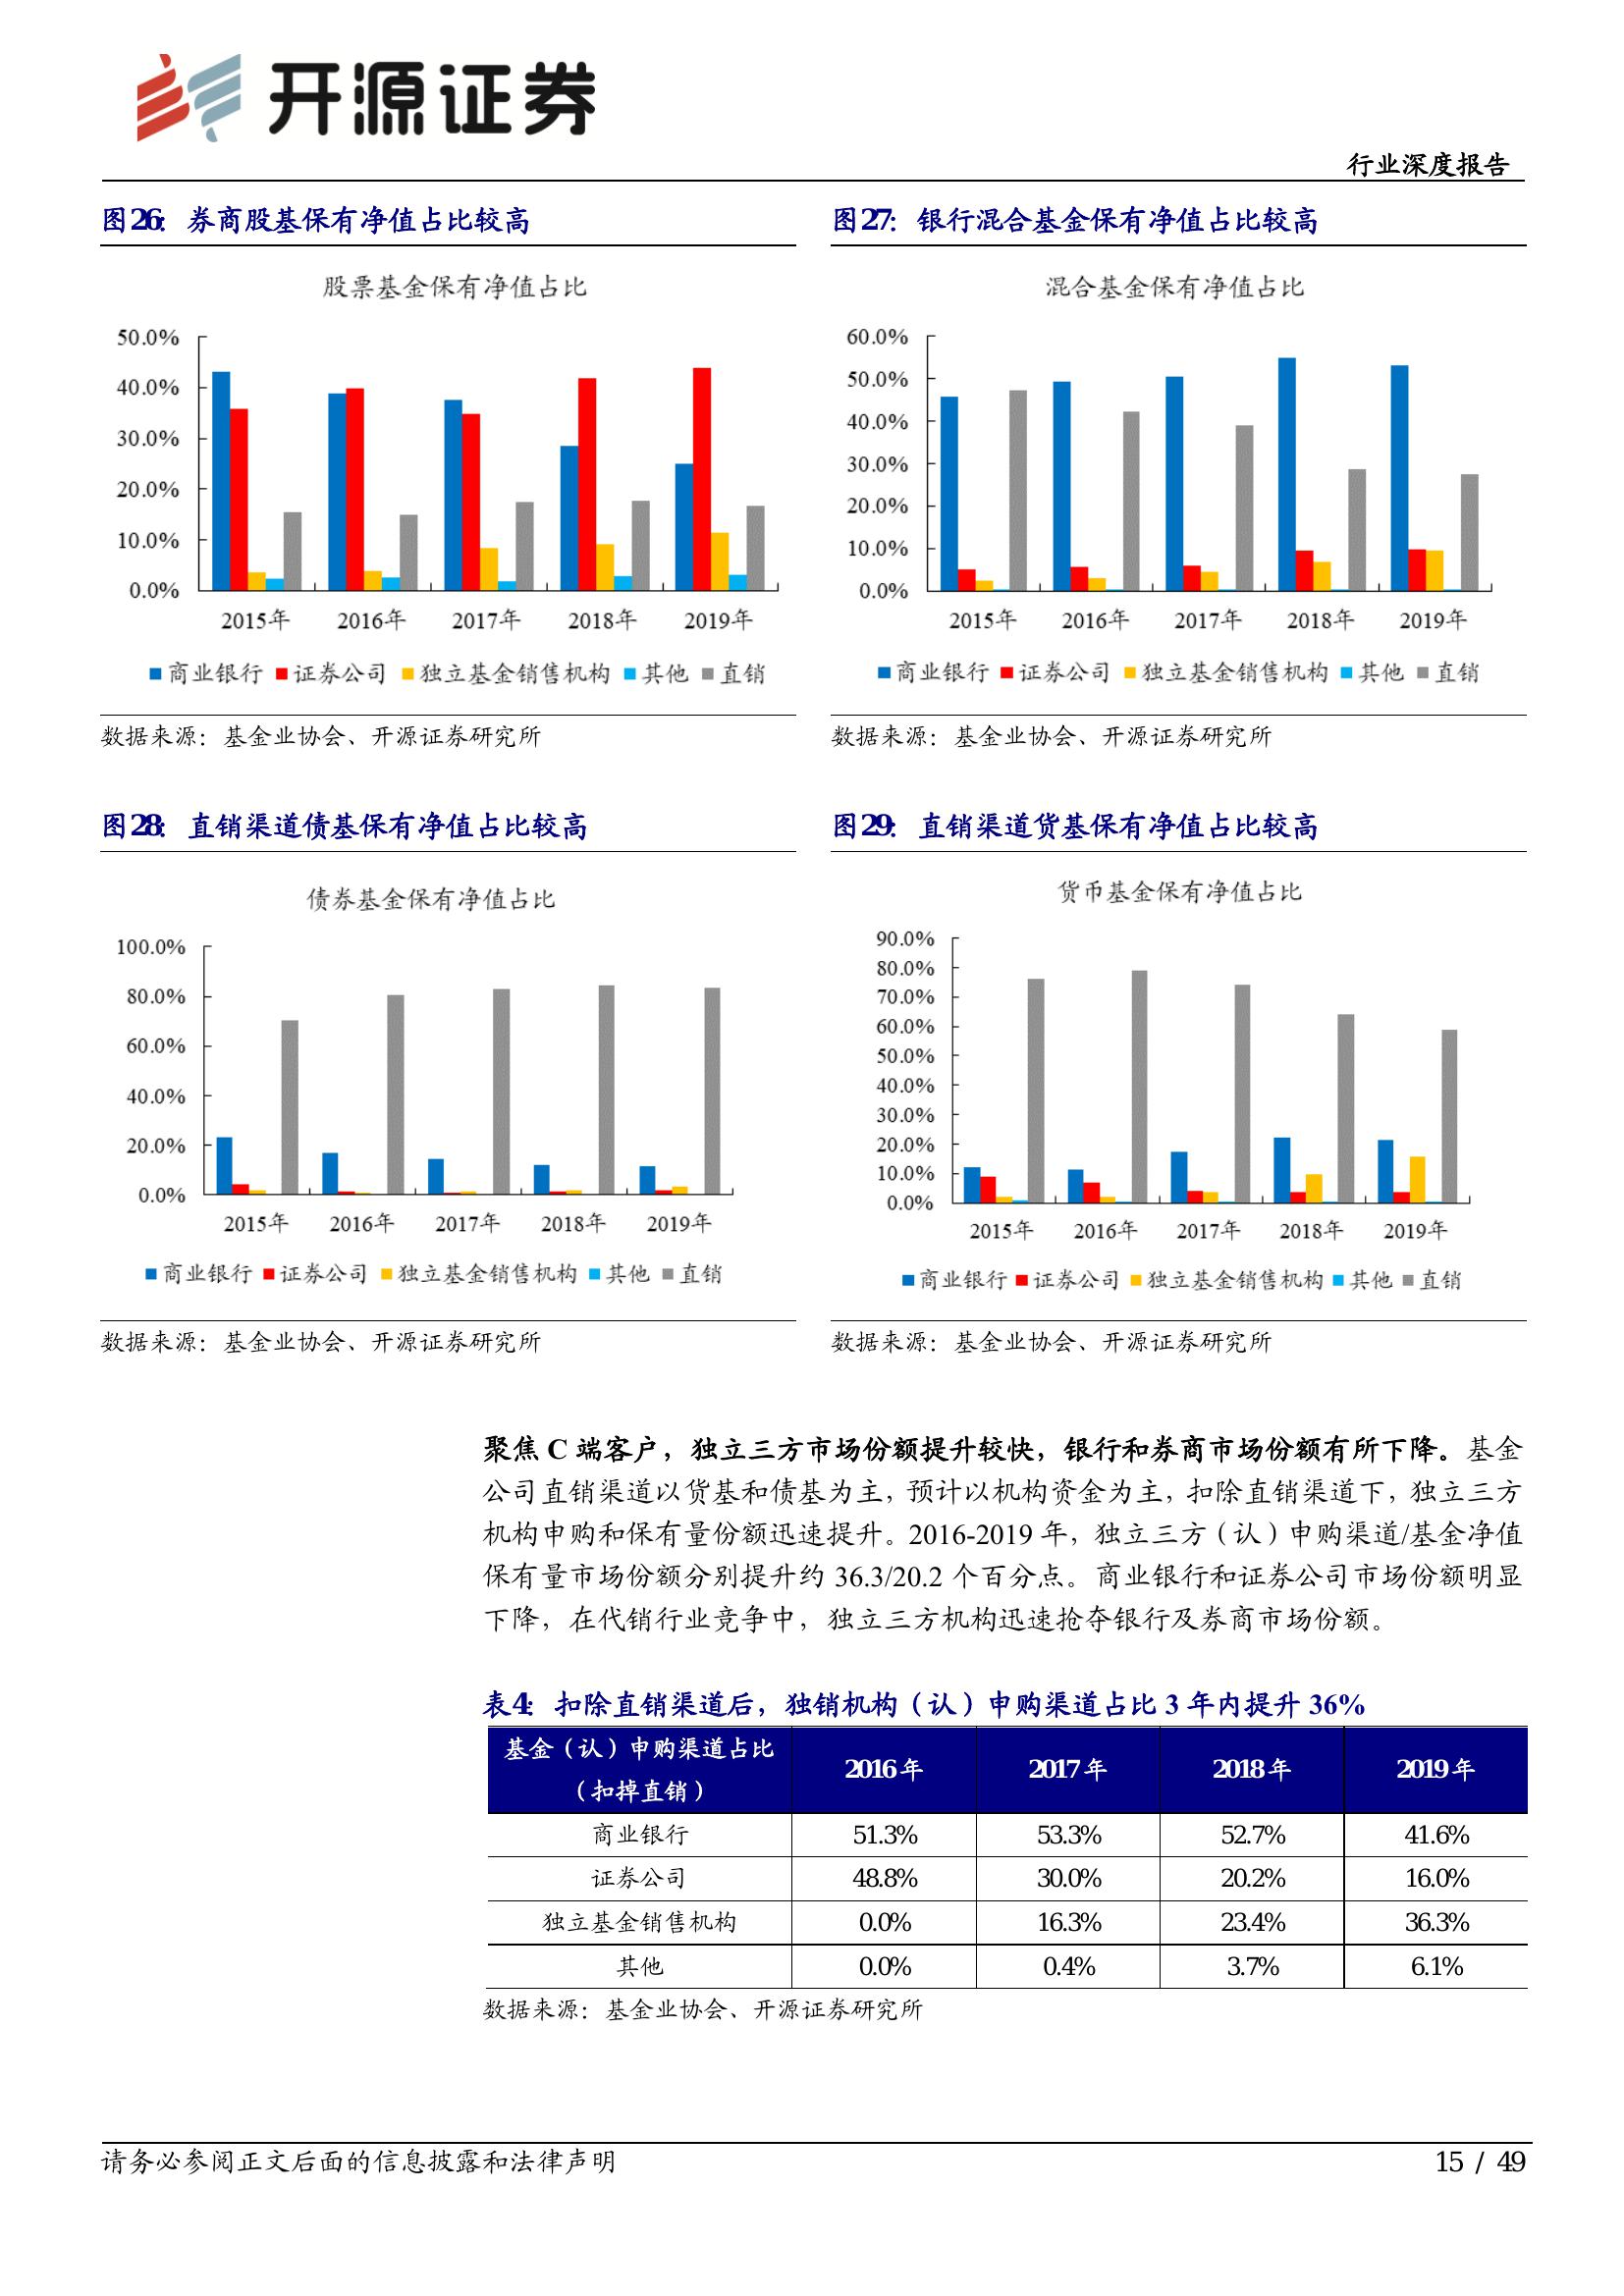 开源证券
行业深度报告
图26：券商股基保有净值占比较高
图27：银行混合基金保有净值占比较高
股票基金保有净值占比
50.0%
40.0%
30.0%
20.0%
10.0%
0.0%
2015年 2016年 2017年 2018年 2019年
商业银行 证券公司 独立基金销售机构 其他 直销
混合基金保有净值占比
60.0%
50.0%
40.0%
30.0%
20.0%
10.0%
0.0%
2015年 2016年 2017年 2018年 2019年
商业银行 证券公司 独立基金销售机构 其他 直销
数据来源：基金业协会、开源证券研究所
数据来源：基金业协会、开源证券研究所
图28：直销渠道债基保有净值占比较高
图29：直销渠道货基保有净值占比较高
债券基金保有净值占比
100.0%
80.0%
60.0%
40.0%
20.0%
0.0%
2015年 2016年 2017年 2018年 2019年
商业银行 证券公司 独立基金销售机构 其他 直销
货币基金保有净值占比
90.0%
80.0%
70.0%
60.0%
50.0%
40.0%
30.0%
20.0%
10.0%
0.0%
2015年 2016年 2017年 2018年 2019年
商业银行 证券公司 独立基金销售机构 其他 直销
数据来源：基金业协会、开源证券研究所
数据来源：基金业协会、开源证券研究所
聚焦 C 端客户，独立三方市场份额提升较快，银行和券商市场份额有所下降。基金
公司直销渠道以货基和债基为主，预计以机构资金为主，扣除直销渠道下，独立三方
机构申购和保有量份额迅速提升。2016-2019 年，独立三方（认）申购渠道/基金净值
保有量市场份额分别提升约 36.3/20.2 个百分点。商业银行和证券公司市场份额明显
下降，在代销行业竞争中，独立三方机构迅速抢夺银行及券商市场份额。
表4：扣除直销渠道后，独销机构（认）申购渠道占比 3 年内提升 36%
基金（认）申购渠道占比
（扣掉直销） 2016年 2017年 2018年 2019年
商业银行 51.3% 53.3% 52.7% 41.6%
证券公司 48.8% 30.0% 20.2% 16.0%
独立基金销售机构 0.0% 16.3% 23.4% 36.3%
其他 0.0% 0.4% 3.7% 6.1%
数据来源：基金业协会、开源证券研究所
请务必参阅正文后面的信息披露和法律声明
15 / 49